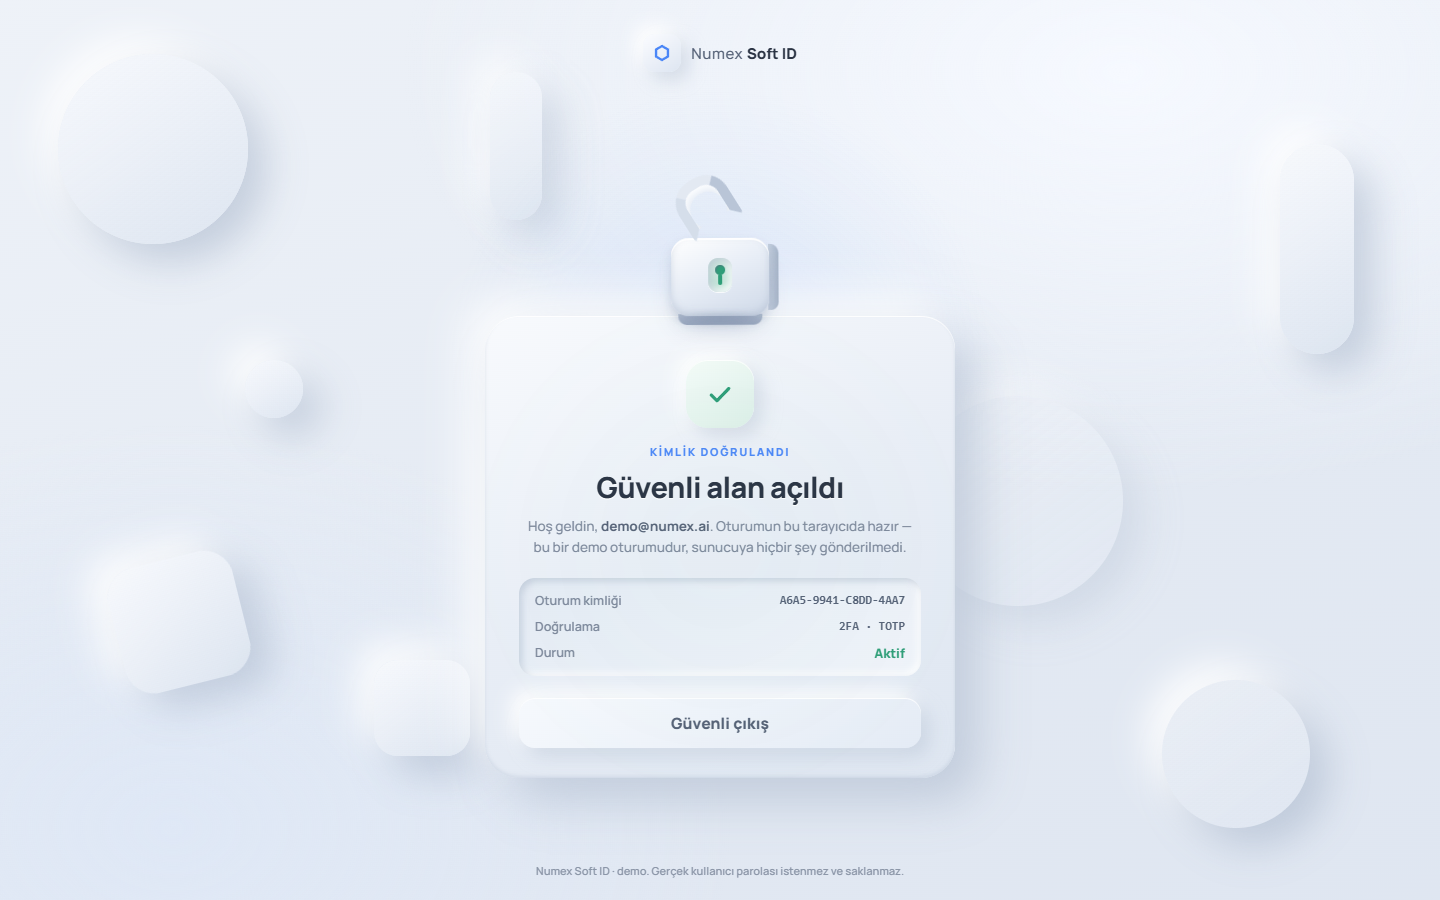 Numex Soft ID
KİMLİK DOĞRULANDI
Güvenli alan açıldı
Hoş geldin, demo@numex.ai. Oturumun bu tarayıcıda hazır —
bu bir demo oturumudur, sunucuya hiçbir şey gönderilmedi.
Oturum kimliği A6A5-9941-C8DD-4AA7
Doğrulama 2FA · TOTP
Durum Aktif
Güvenli çıkış
Numex Soft ID · demo. Gerçek kullanıcı parolası istenmez ve saklanmaz.